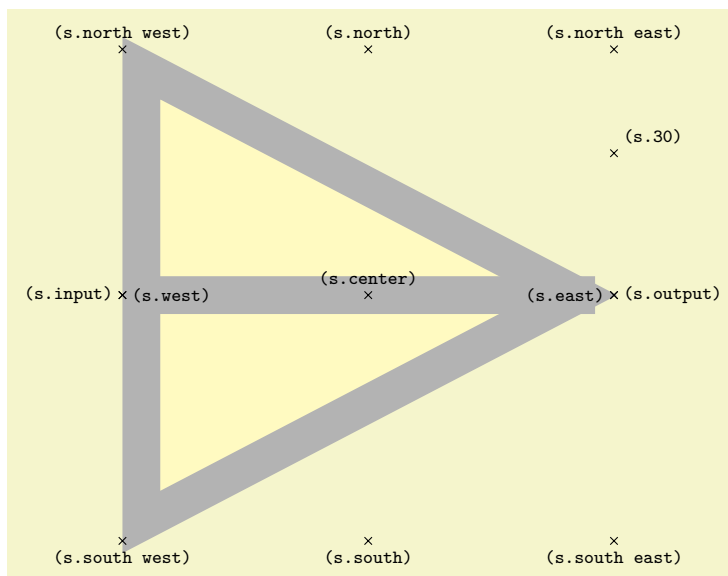 (s.north west) (s.north) (s.north east)
(s.30)
(s.center)
(s.input) (s.west) (s.east) (s.output)
(s.south west) (s.south) (s.south east)